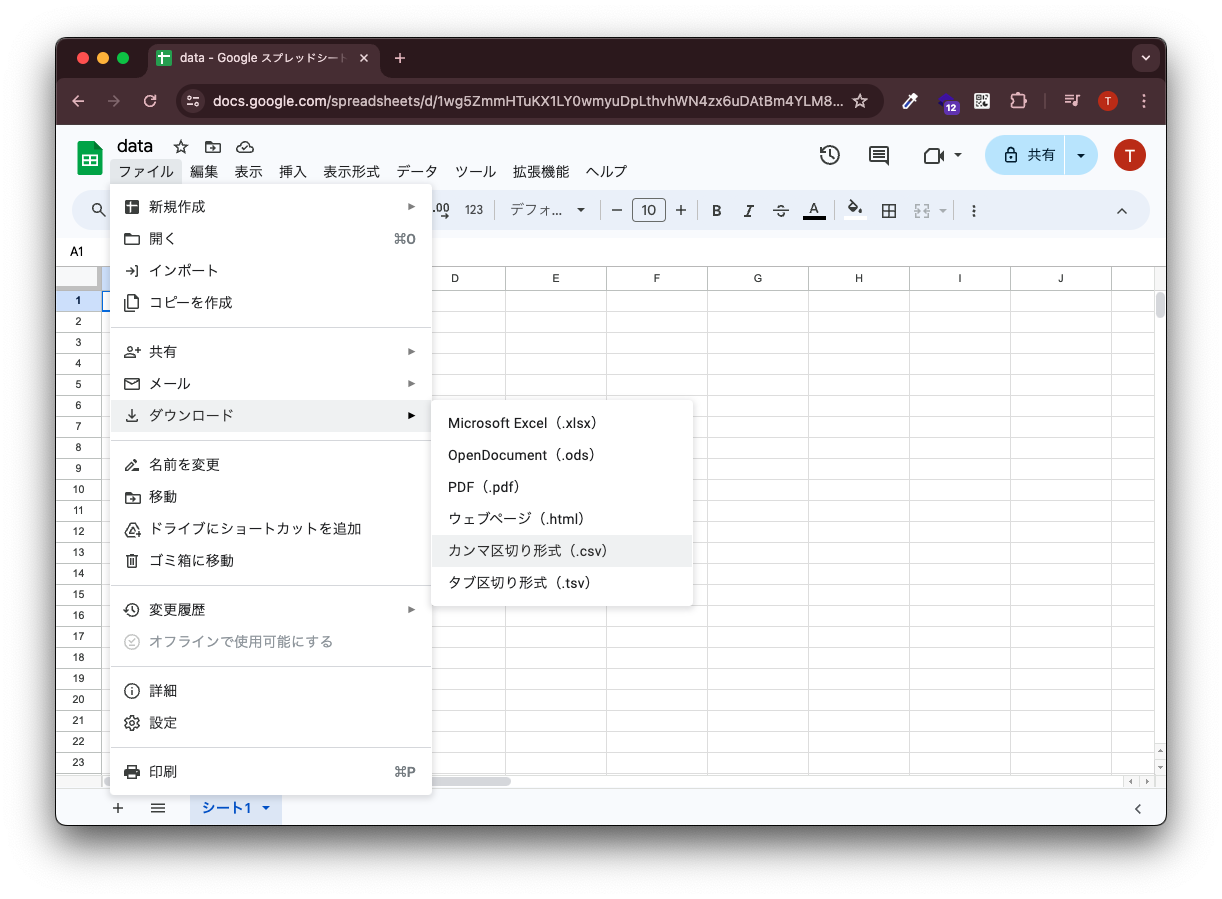 data - Google スプレッドシート
docs.google.com/spreadsheets/d/1wg5ZmmHTuKX1LY0wmyuDpLthvhWN4zx6uDAtBm4YLM8...
12
T
data
共有
T
ファイル 編集 表示 挿入 表示形式 データ ツール 拡張機能 ヘルプ
.00 123 デフォ... 10 B I A
A1
D E F G H I J
1
2
3
4
5
6
7
8
9
10
11
12
13
14
15
16
17
18
19
20
21
22
23
新規作成
開く ⌘O
インポート
コピーを作成
共有
メール
ダウンロード
名前を変更
移動
ドライブにショートカットを追加
ゴミ箱に移動
変更履歴
オフラインで使用可能にする
詳細
設定
印刷 ⌘P
Microsoft Excel（.xlsx）
OpenDocument（.ods）
PDF（.pdf）
ウェブページ（.html）
カンマ区切り形式（.csv）
タブ区切り形式（.tsv）
シート1